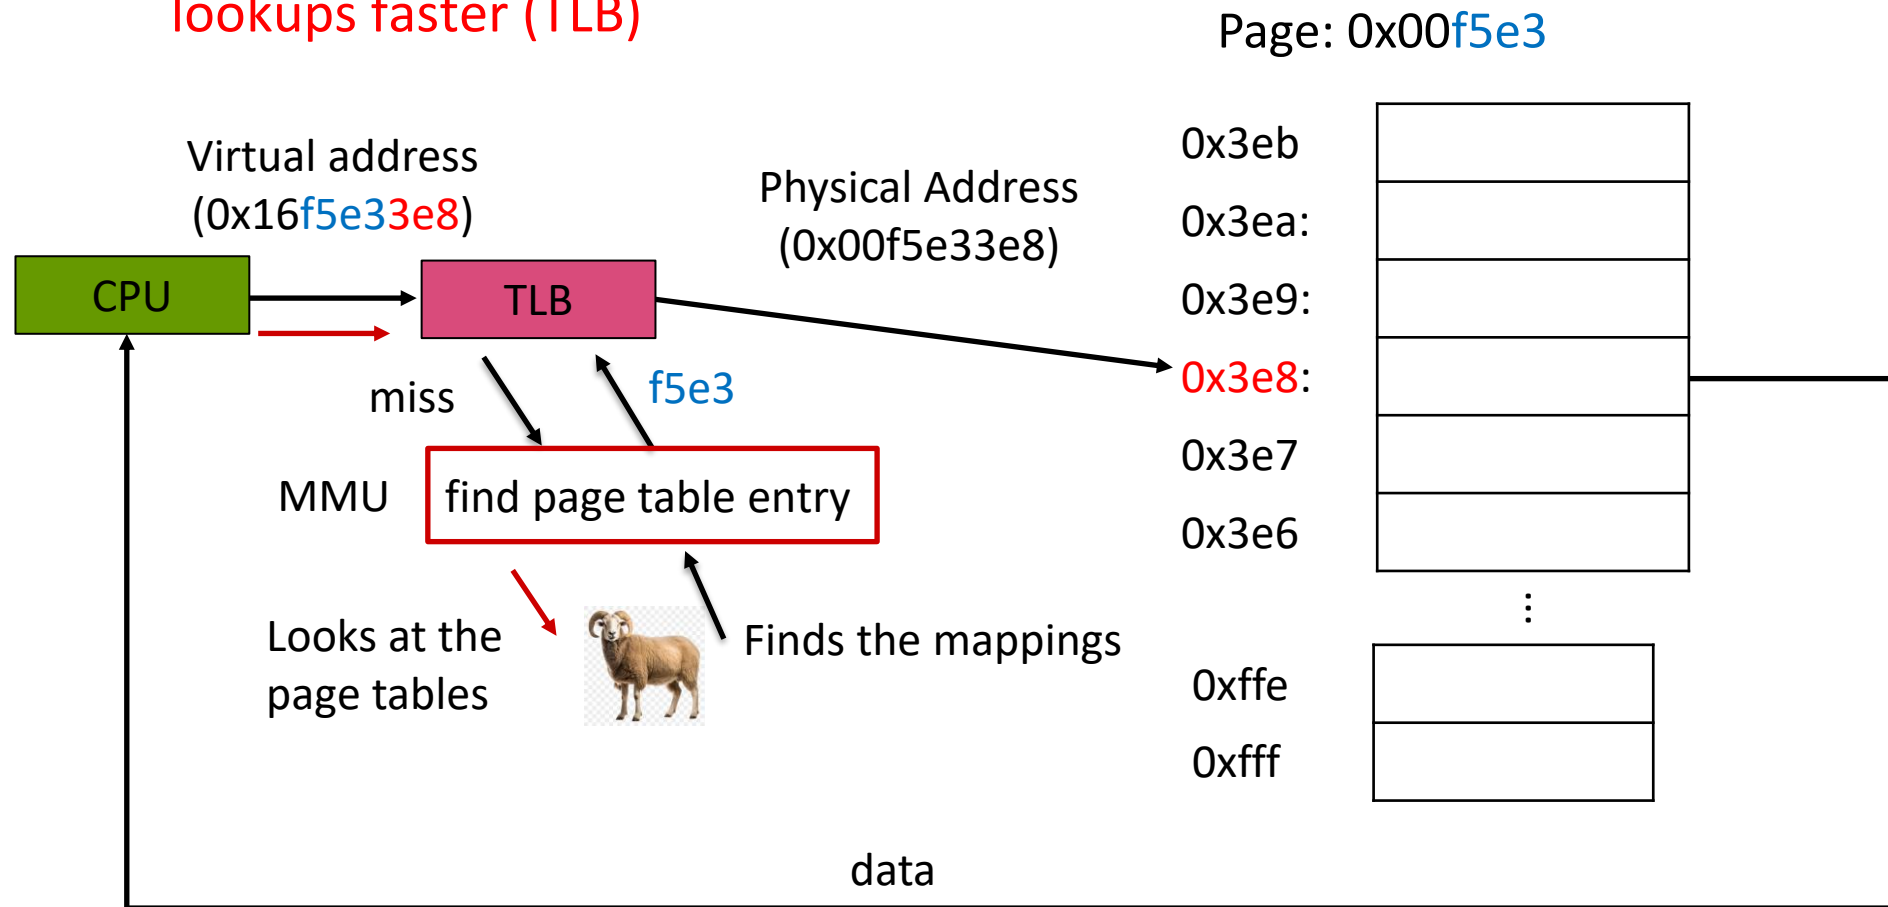 lookups faster (TLB)
Page: 0x00f5e3
Virtual address
(0x16f5e33e8)
Physical Address
(0x00f5e33e8)
CPU
TLB
miss
f5e3
MMU
find page table entry
Looks at the
page tables
Finds the mappings
0x3eb
0x3ea:
0x3e9:
0x3e8:
0x3e7
0x3e6
...
0xffe
0xfff
data